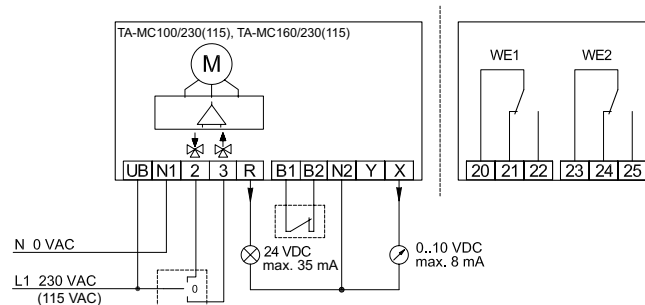 TA-MC100/230(115), TA-MC160/230(115)
M
WE1 WE2
UB N1 2 3 R B1 B2 N2 Y X
20 21 22 23 24 25
N 0 VAC
24 VDC
max. 35 mA
0..10 VDC
max. 8 mA
L1 230 VAC
(115 VAC)
0